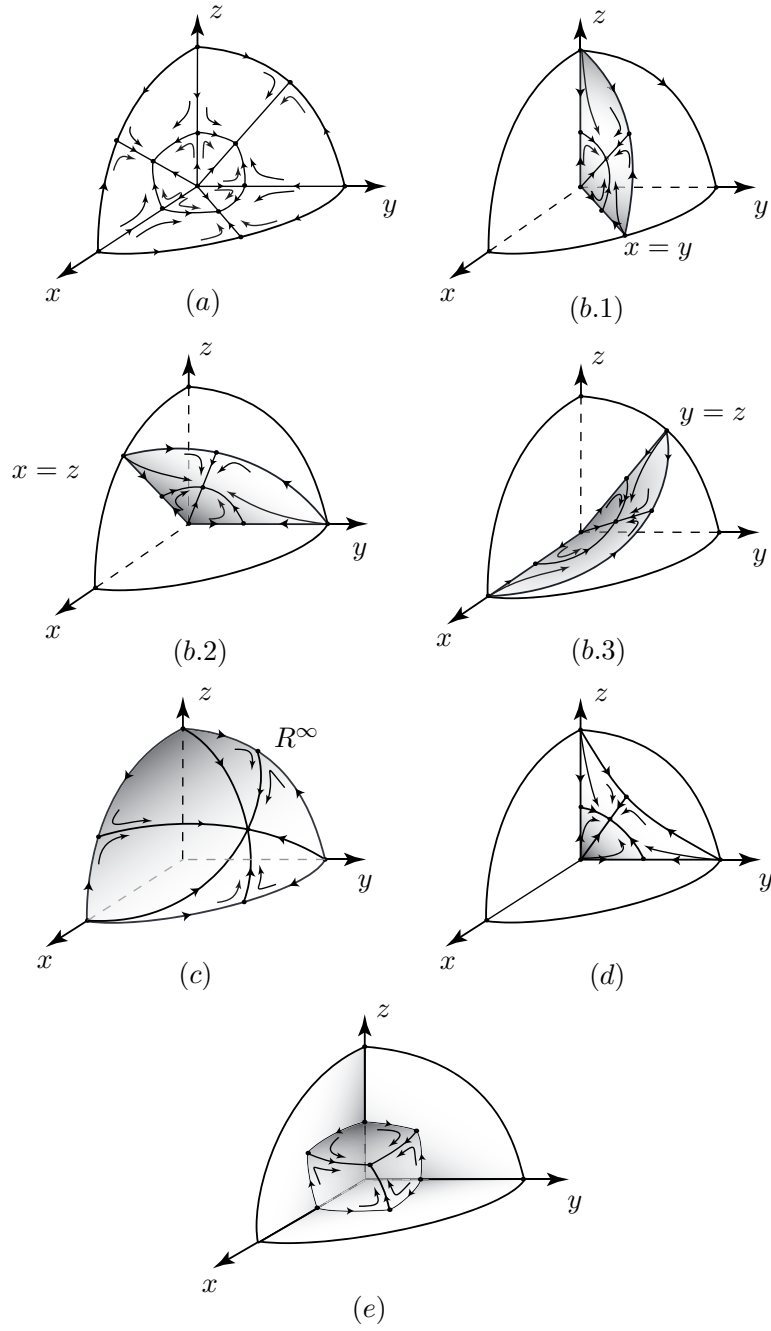 z
y
x
(a)
z
y
x = y
x
(b.1)
z
x = z
y
x
(b.2)
z
y = z
y
x
(b.3)
z
R∞
y
x
(c)
z
y
x
(d)
z
y
x
(e)